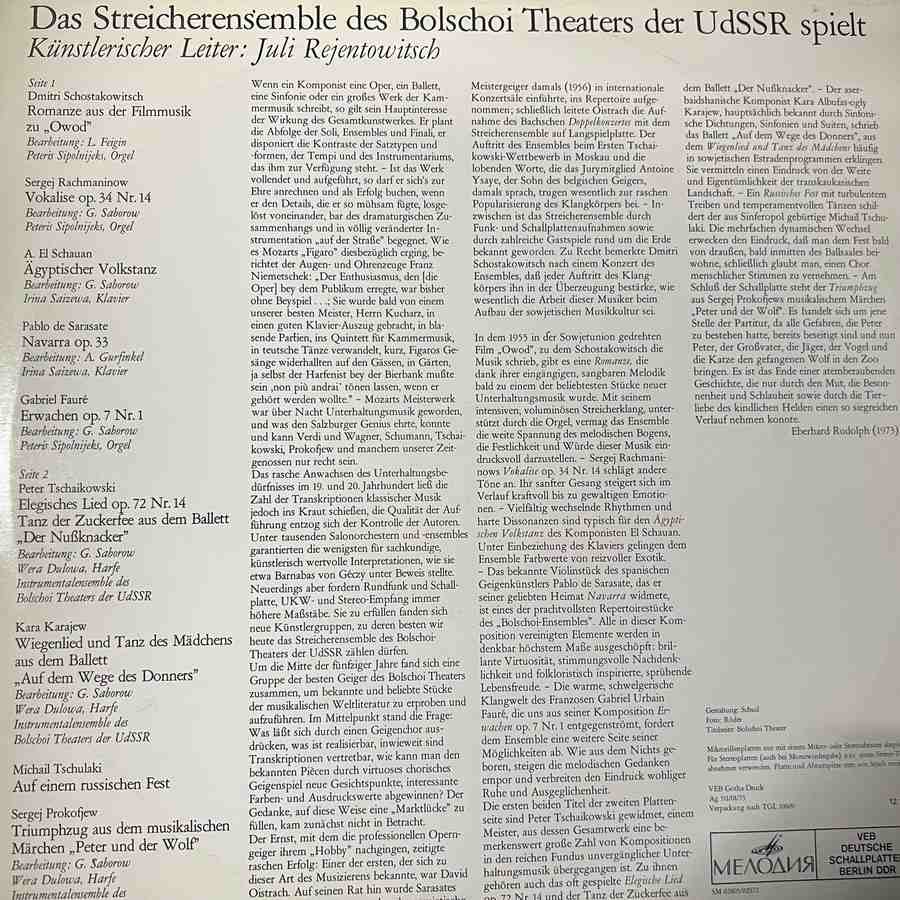 Das Streicherensemble des Bolschoi Theaters der UdSSR spielt
Künstlerischer Leiter: Juli Rejentowitsch
Seite 1
Dmitri Schostakowitsch
Romanze aus der Filmmusik
zu „Owod”
Bearbeitung: L. Feigin
Peteris Sipolnijeks, Orgel
Sergej Rachmaninow
Vokalise op. 34 Nr. 14
Bearbeitung: G. Saborow
Peteris Sipolnijeks, Orgel
A. El Schauan
Ägyptischer Volkstanz
Bearbeitung: G. Saborow
Irina Saizewa, Klavier
Pablo de Sarasate
Navarra op. 33
Bearbeitung: A. Gurfinkel
Irina Saizewa, Klavier
Gabriel Fauré
Erwachen op. 7 Nr. 1
Bearbeitung: G. Saborow
Peteris Sipolnijeks, Orgel
Seite 2
Peter Tschaikowski
Elegisches Lied op. 72 Nr. 14
Tanz der Zuckerfee aus dem Ballett
„Der Nußknacker”
Bearbeitung: G. Saborow
Wera Dulowa, Harfe
Instrumentalensemble des
Bolschoi Theaters der UdSSR
Kara Karajew
Wiegenlied und Tanz des Mädchens
aus dem Ballett
„Auf dem Wege des Donners”
Bearbeitung: G. Saborow
Wera Dulowa, Harfe
Instrumentalensemble des
Bolschoi Theaters der UdSSR
Michail Tschulaki
Auf einem russischen Fest
Sergej Prokofjew
Triumphzug aus dem musikalischen
Märchen „Peter und der Wolf”
Bearbeitung: G. Saborow
Wera Dulowa, Harfe
Instrumentalensemble des
Wenn ein Komponist eine Oper, ein Ballett,
eine Sinfonie oder ein großes Werk der Kam-
mermusik schreibt, so gilt sein Hauptinteresse
der Wirkung des Gesamtkunstwerkes. Er plant
die Abfolge der Soli, Ensembles und Finali, er
disponiert die Kontraste der Satztypen und
-formen, der Tempi und des Instrumentariums,
das ihm zur Verfügung steht. – Ist das Werk
vollendet und aufgeführt, so darf er's sich zur
Ehre anrechnen und als Erfolg buchen, wenn
er den Details, die er so mühsam fügte, losge-
löst voneinander, bar des dramaturgischen Zu-
sammenhangs und in völlig veränderter In-
strumentation „auf der Straße” begegnet. Wie
es Mozarts „Figaro” diesbezüglich erging, be-
richtet der Augen- und Ohrenzeuge Franz
Niemetschek: „Der Enthusiasmus, den [die
Oper] bey dem Publikum erregte, war bisher
ohne Beyspiel . . .; Sie wurde bald von einem
unserer besten Meister, Herrn Kucharz, in
einen guten Klavier-Auszug gebracht, in bla-
sende Parthien, ins Quintett für Kammermusik,
in teutsche Tänze verwandelt, kurz, Figaros Ge-
sänge widerhallten auf den Gässen, in Gärten,
ja selbst der Harfenist bey der Bierbank mußte
sein ‚non più andrai’ tönen lassen, wenn er
gehört werden wollte.” – Mozarts Meisterwerk
war über Nacht Unterhaltungsmusik geworden,
und was den Salzburger Genius ehrte, konnte
und kann Verdi und Wagner, Schumann, Tschai-
kowski, Prokofjew und manchem unserer Zeit-
genossen nur recht sein.
Das rasche Anwachsen des Unterhaltungsbe-
dürfnisses im 19. und 20. Jahrhundert ließ die
Zahl der Transkriptionen klassischer Musik
jedoch ins Kraut schießen, die Qualität der Auf-
führung entzog sich der Kontrolle der Autoren.
Unter tausenden Salonorchestern und -ensembles
garantierten die wenigsten für sachkundige,
künstlerisch wertvolle Interpretationen, wie sie
etwa Barnabas von Géczy unter Beweis stellte.
Neuerdings aber fordern Rundfunk und Schall-
platte, UKW- und Stereo-Empfang immer
höhere Maßstäbe. Sie zu erfüllen fanden sich
neue Künstlergruppen, zu deren besten wir
heute das Streicherensemble des Bolschoi-
Theaters der UdSSR zählen dürfen.
Um die Mitte der fünfziger Jahre fand sich eine
Gruppe der besten Geiger des Bolschoi Theaters
zusammen, um bekannte und beliebte Stücke
der musikalischen Weltliteratur zu erproben und
aufzuführen. Im Mittelpunkt stand die Frage:
Was läßt sich durch einen Geigenchor aus-
drücken, was ist realisierbar, inwieweit sind
Transkriptionen vertretbar, wie kann man den
bekannten Piècen durch virtuoses chorisches
Geigenspiel neue Gesichtspunkte, interessante
Farben- und Ausdruckswerte abgewinnen? Der
Gedanke, auf diese Weise eine „Marktlücke” zu
füllen, kam zunächst nicht in Betracht.
Der Ernst, mit dem die professionellen Opern-
geiger ihrem „Hobby” nachgingen, zeitigte
raschen Erfolg: Einer der ersten, der sich zu
dieser Art des Musizierens bekannte, war David
Oistrach. Auf seinen Rat hin wurde Sarasates
Meistergeiger damals (1956) in internationale
Konzertsäle einführte, ins Repertoire aufge-
nommen; schließlich leitete Oistrach die Auf-
nahme des Bachschen Doppelkonzertes mit dem
Streicherensemble auf Langspielplatte. Der
Auftritt des Ensembles beim Ersten Tschai-
kowski-Wettbewerb in Moskau und die
lobenden Worte, die das Jurymitglied Antoine
Ysaye, der Sohn des belgischen Geigers,
damals sprach, trugen wesentlich zur raschen
Popularisierung des Klangkörpers bei. – In-
zwischen ist das Streicherensemble durch
Funk- und Schallplattenaufnahmen sowie
durch zahlreiche Gastspiele rund um die Erde
bekannt geworden. Zu Recht bemerkte Dmitri
Schostakowitsch nach einem Konzert des
Ensembles, daß jeder Auftritt des Klang-
körpers ihn in der Überzeugung bestärke, wie
wesentlich die Arbeit dieser Musiker beim
Aufbau der sowjetischen Musikkultur sei.
In dem 1955 in der Sowjetunion gedrehten
Film „Owod”, zu dem Schostakowitsch die
Musik schrieb, gibt es eine Romanze, die
dank ihrer eingängigen, sangbaren Melodik
bald zu einem der beliebtesten Stücke neuer
Unterhaltungsmusik wurde. Mit seinem
intensiven, voluminösen Streicherklang, unter-
stützt durch die Orgel, vermag das Ensemble
die weite Spannung des melodischen Bogens,
die Festlichkeit und Würde dieser Musik ein-
drucksvoll darzustellen. – Sergej Rachmani-
nows Vokalise op. 34 Nr. 14 schlägt andere
Töne an. Ihr sanfter Gesang steigert sich im
Verlauf kraftvoll bis zu gewaltigen Emotio-
nen. – Vielfältig wechselnde Rhythmen und
harte Dissonanzen sind typisch für den Ägypti-
schen Volkstanz des Komponisten El Schauan.
Unter Einbeziehung des Klaviers gelingen dem
Ensemble Farbwerte von reizvoller Exotik.
– Das bekannte Violinstück des spanischen
Geigenkünstlers Pablo de Sarasate, das er
seiner geliebten Heimat Navarra widmete,
ist eines der prachtvollsten Repertoirestücke
des „Bolschoi-Ensembles”. Alle in dieser Kom-
position vereinigten Elemente werden in
denkbar höchstem Maße ausgeschöpft: bril-
lante Virtuosität, stimmungsvolle Nachdenk-
lichkeit und folkloristisch inspirierte, sprühende
Lebensfreude. – Die warme, schwelgerische
Klangwelt des Franzosen Gabriel Urbain
Fauré, die uns aus seiner Komposition Er-
wachen op. 7 Nr. 1 entgegenströmt, fordert
dem Ensemble eine weitere Seite seiner
Möglichkeiten ab. Wie aus dem Nichts ge-
boren, steigen die melodischen Gedanken
empor und verbreiten den Eindruck wohliger
Ruhe und Ausgeglichenheit.
Die ersten beiden Titel der zweiten Platten-
seite sind Peter Tschaikowski gewidmet, einem
Meister, aus dessen Gesamtwerk eine be-
merkenswert große Zahl von Kompositionen
in den reichen Fundus unvergänglicher Unter-
haltungsmusik übergegangen ist. Zu ihnen
gehören auch das oft gespielte Elegische Lied
op. 72 Nr. 14 und der Tanz der Zuckerfee aus
dem Ballett „Der Nußknacker”. – Der aser-
baidshanische Komponist Kara Abulfas-ogly
Karajew, hauptsächlich bekannt durch Sinfoni-
sche Dichtungen, Sinfonien und Suiten, schrieb
das Ballett „Auf dem Wege des Donners”, aus
dem Wiegenlied und Tanz des Mädchens häufig
in sowjetischen Estradenprogrammen erklingen.
Sie vermitteln einen Eindruck von der Weite
und Eigentümlichkeit der transkaukasischen
Landschaft. – Ein Russisches Fest mit turbulentem
Treiben und temperamentvollen Tänzen schil-
dert der aus Simferopol gebürtige Michail Tschu-
laki. Die mehrfachen dynamischen Wechsel
erwecken den Eindruck, daß man dem Fest bald
von draußen, bald inmitten des Ballsaales bei-
wohne, schließlich glaubt man, einen Chor
menschlicher Stimmen zu vernehmen. – Am
Schluß der Schallplatte steht der Triumphzug
aus Sergej Prokofjews musikalischem Märchen
„Peter und der Wolf”. Es handelt sich um jene
Stelle der Partitur, da alle Gefahren, die Peter
zu bestehen hatte, bereits beseitigt sind und nun
Peter, der Großvater, die Jäger, der Vogel und
die Katze den gefangenen Wolf in den Zoo
bringen. Es ist das Ende einer atemberaubenden
Geschichte, die nur durch den Mut, die Beson-
nenheit und Schlauheit sowie durch die Tier-
liebe des kindlichen Helden einen so siegreichen
Verlauf nehmen konnte.
Eberhard Rudolph (1973)
Gestaltung: Schud
Foto: Röder
Titelseite: Bolschoi Theater
Mikrorillenplatten nur mit einem Mikro- oder Stereotonarm
Für Stereoplatten (auch bei Monowiedergabe)
VEB Gotha Druck
Verpackung nach TGL
12
МЕЛОДИЯ
VEB
DEUTSCHE
SCHALLPLATTE
BERLIN DDR